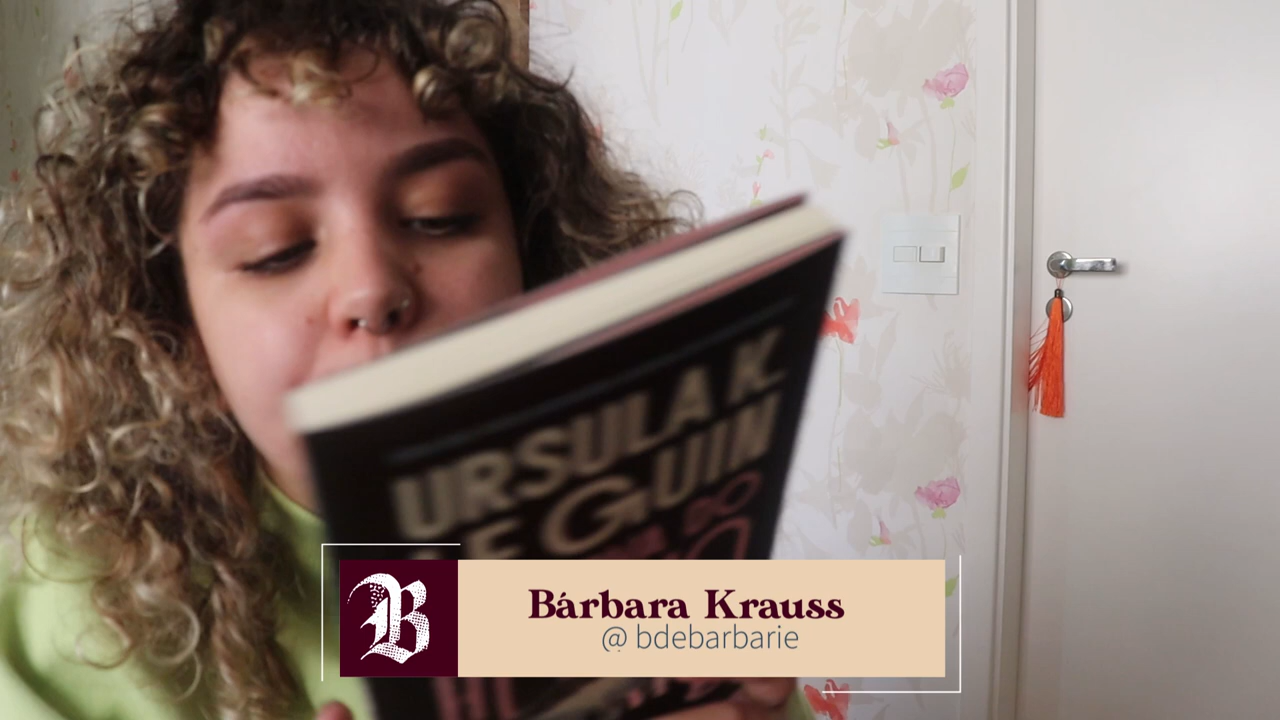 URSULA K.
LE GUIN
B
Bárbara Krauss
@ bdebarbarie